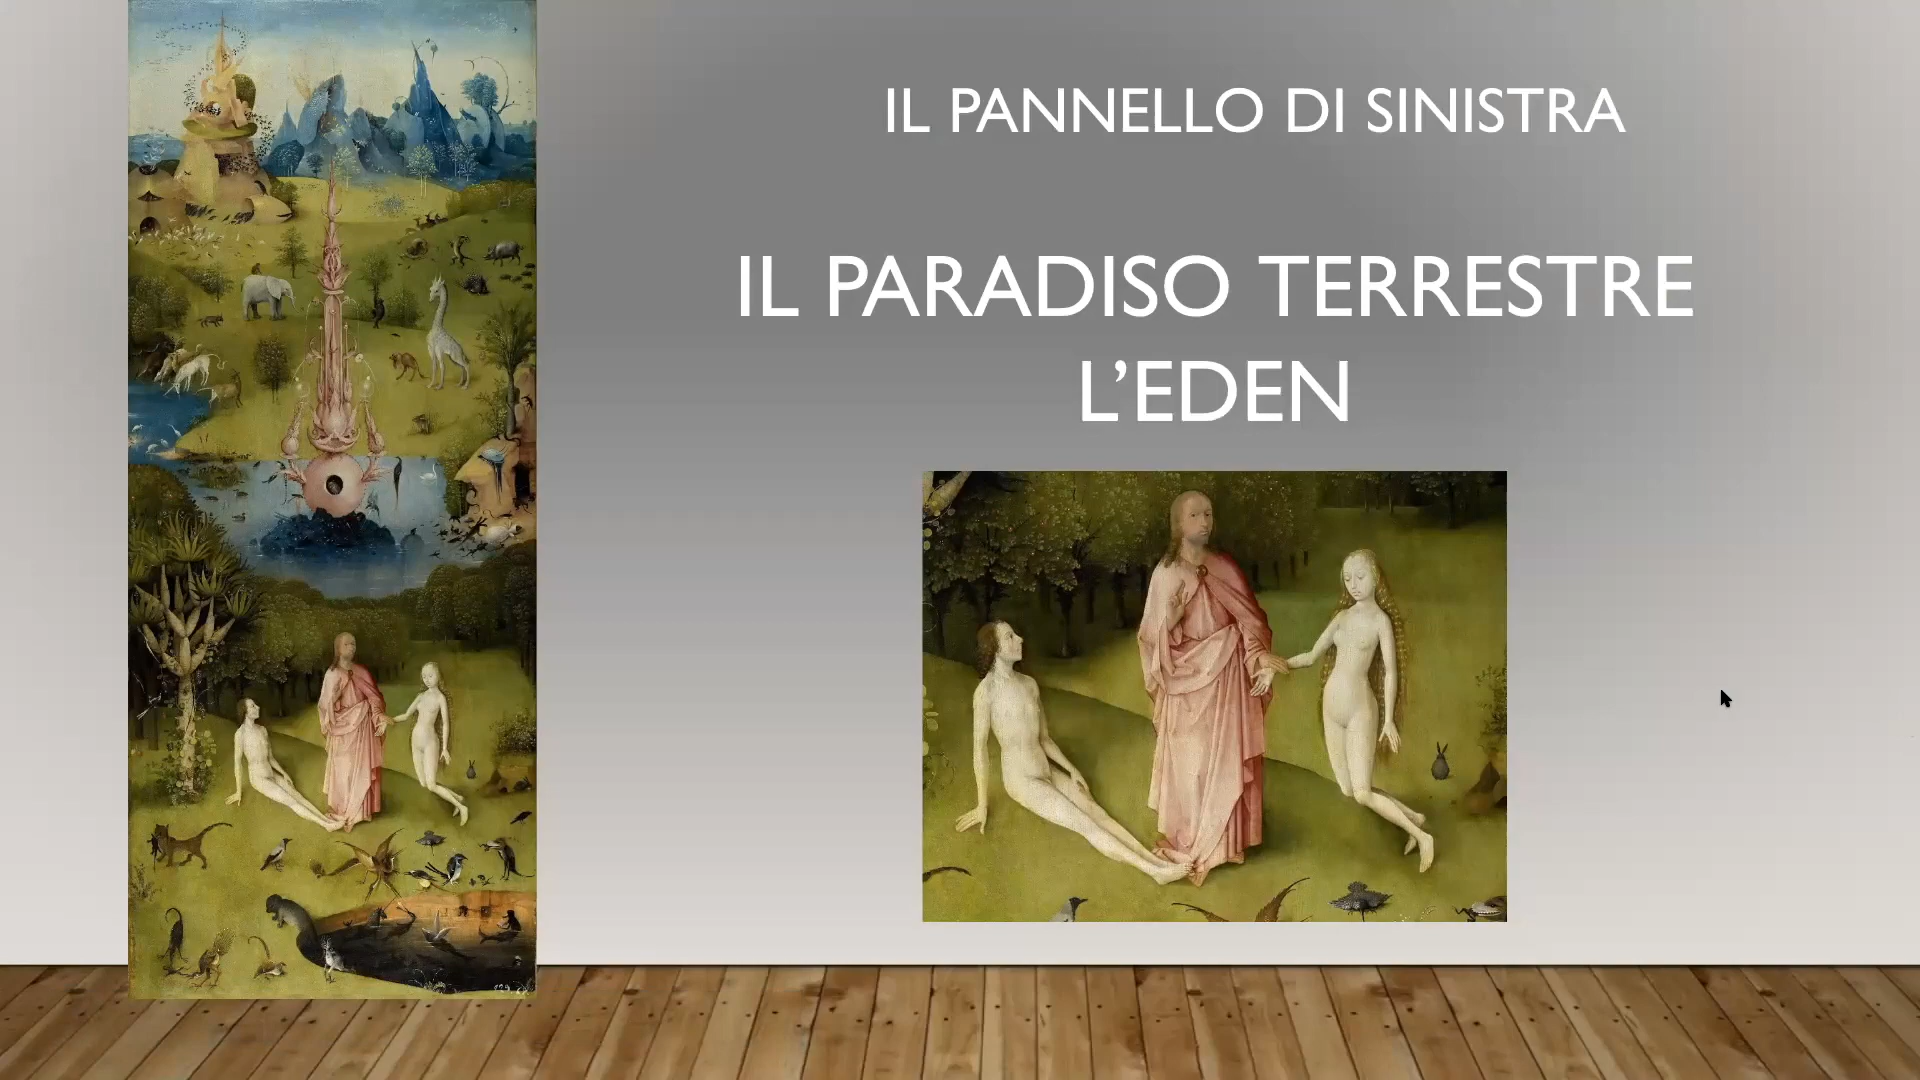 IL PANNELLO DI SINISTRA
IL PARADISO TERRESTRE
L’EDEN